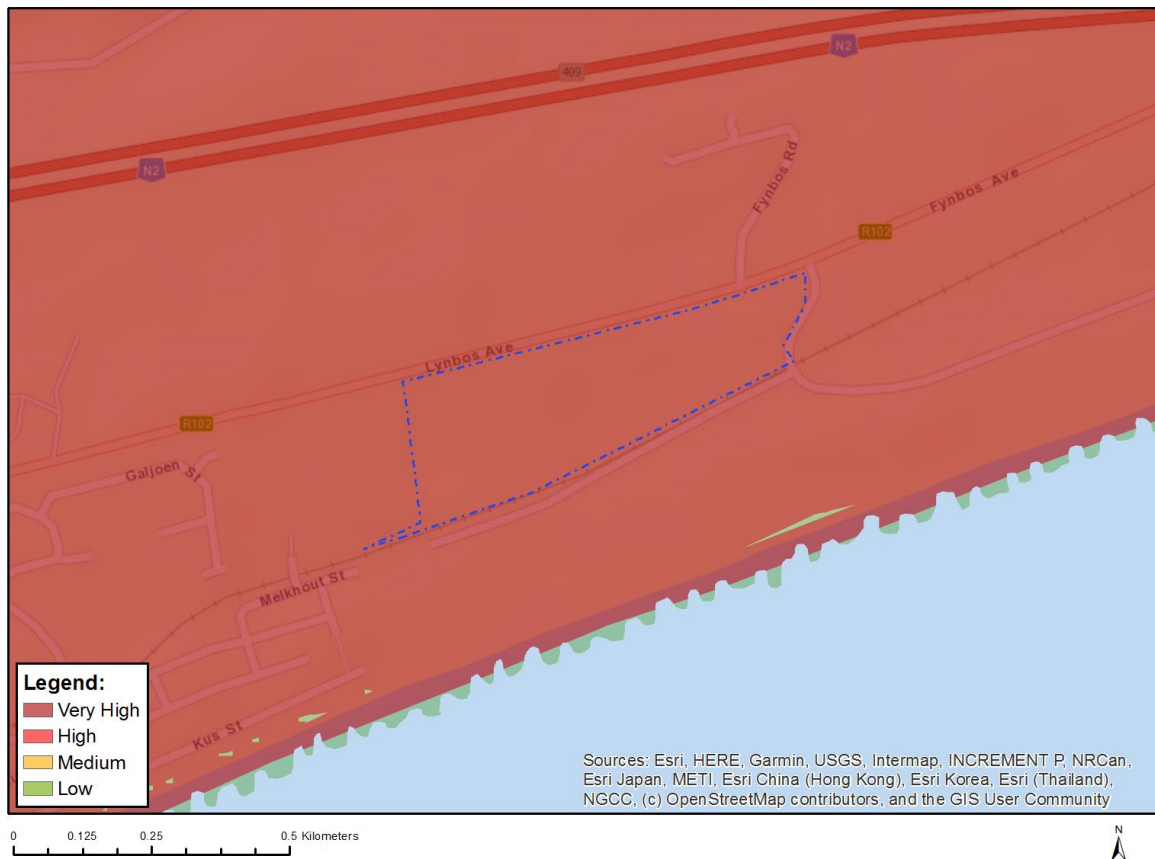 409
N2
N2
Fynbos Rd
Fynbos Ave
R102
Lynbos Ave
R102
Galjoen St
Melkhout St
Kus St
Legend:
Very High
High
Medium
Low
Sources: Esri, HERE, Garmin, USGS, Intermap, INCREMENT P, NRCan,
Esri Japan, METI, Esri China (Hong Kong), Esri Korea, Esri (Thailand),
NGCC, (c) OpenStreetMap contributors, and the GIS User Community
0 0.125 0.25 0.5 Kilometers
N